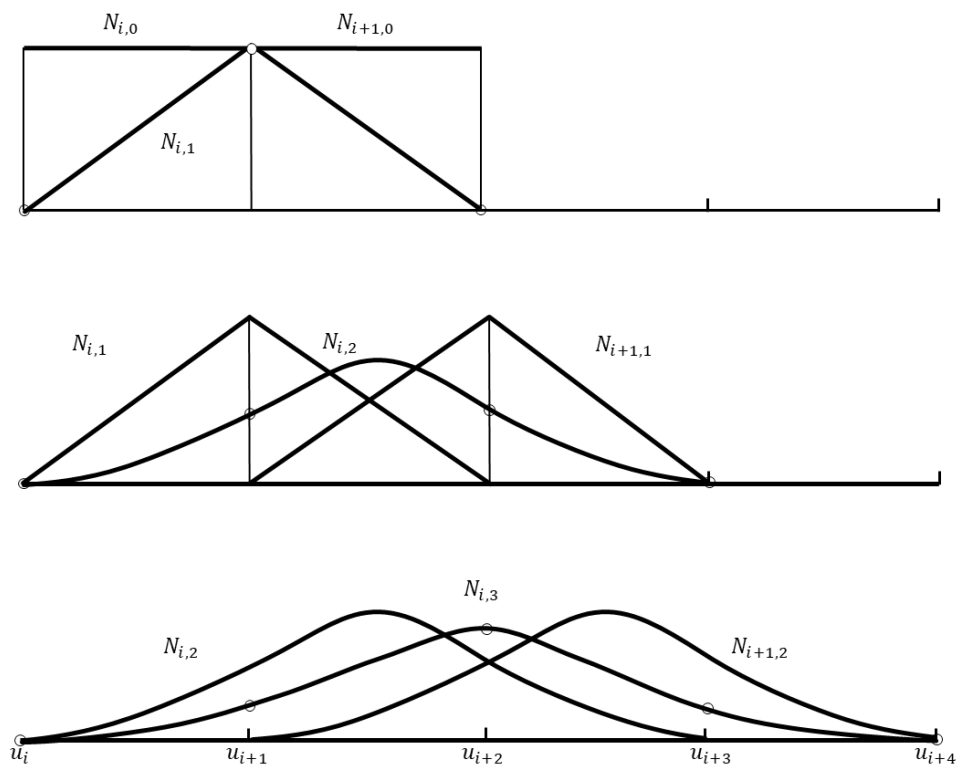 N_{i,0} N_{i+1,0}
N_{i,1}
N_{i,1} N_{i,2} N_{i+1,1}
N_{i,3}
N_{i,2} N_{i+1,2}
u_i u_{i+1} u_{i+2} u_{i+3} u_{i+4}